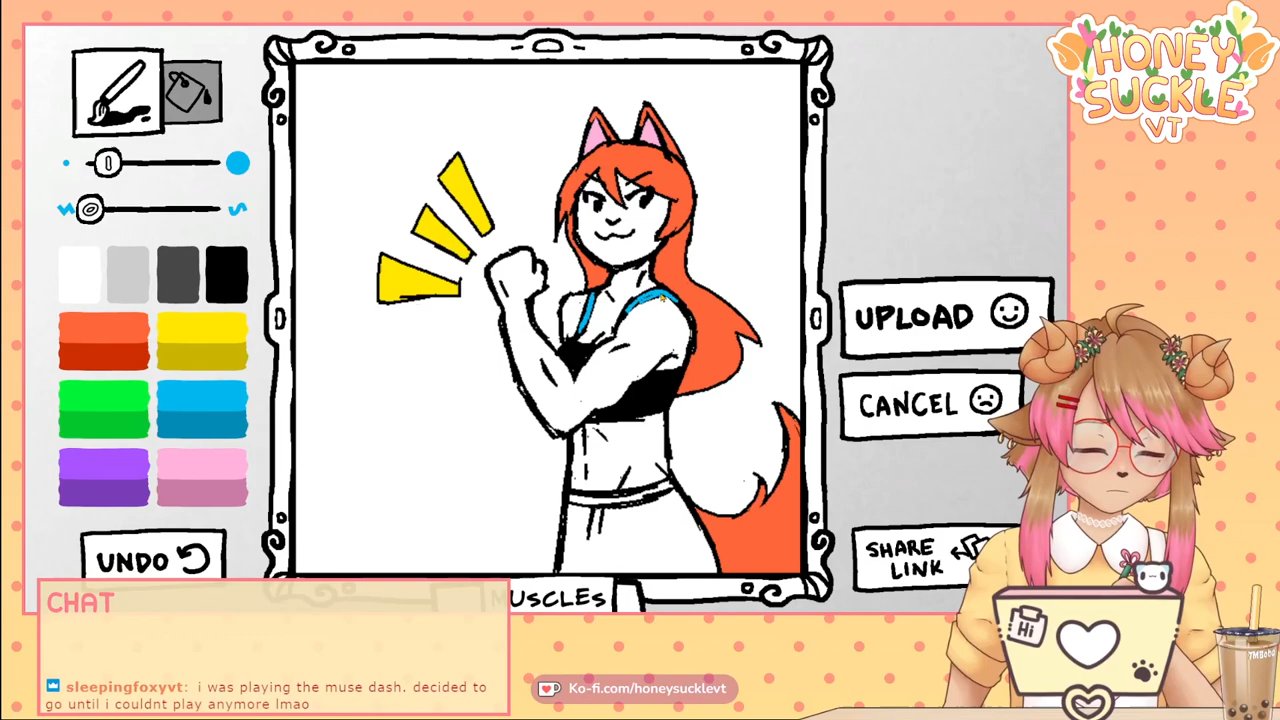 HONEY
SUCKLE
VT
UPLOAD
CANCEL
SHARE
LINK
UNDO
MUSCLES
CHAT
sleepingfoxyvt: i was playing the muse dash. decided to
go until i couldnt play anymore lmao
Ko-fi.com/honeysucklevt
Hi